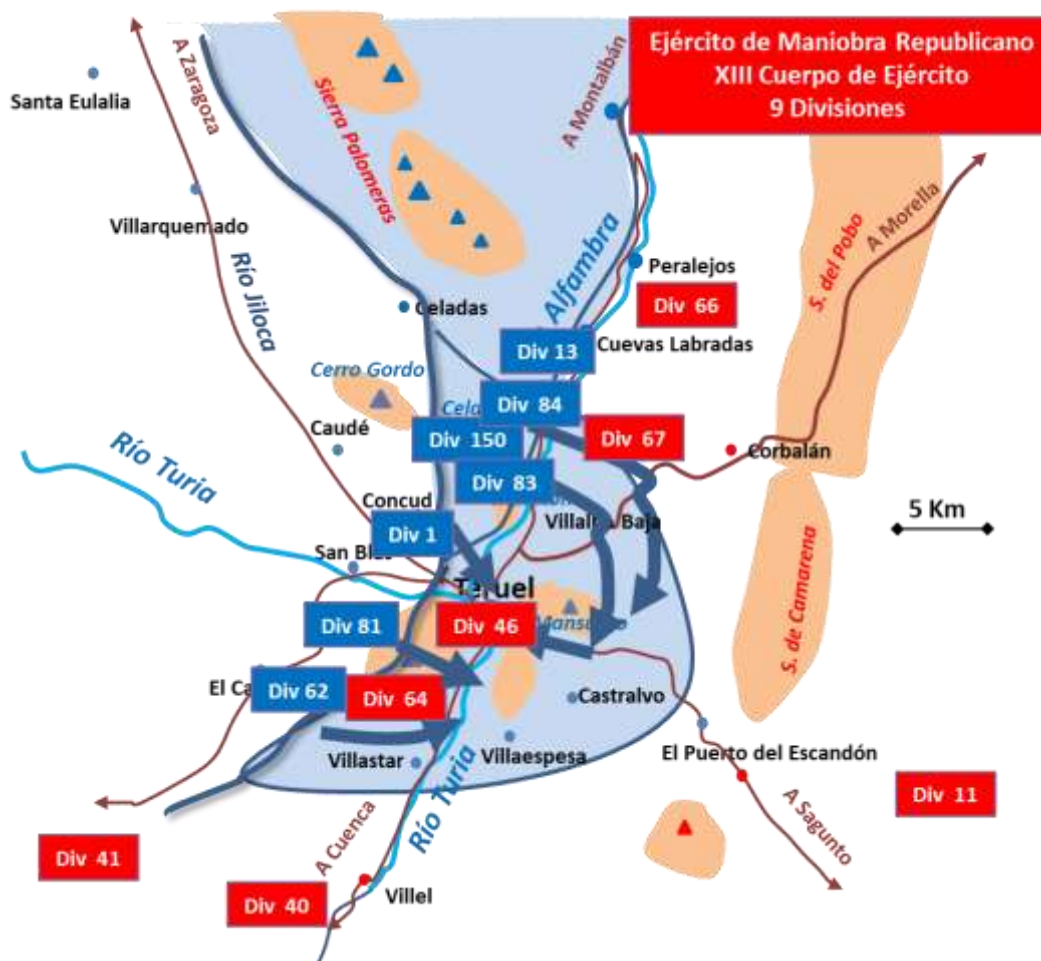 Ejército de Maniobra Republicano
XIII Cuerpo de Ejército
9 Divisiones
A Zaragoza
Santa Eulalia
Sierra Palomeras
A Montalbán
A Morella
Villarquemado
S. del Pobo
Río Jiloca
Alfambra
Peralejos
Div 66
Celadas
Div 13
Cuevas Labradas
Cerro Gordo
Div 84
Caudé
Div 150
Div 67
Corbalán
Río Turia
Div 83
Concud
Baja
5 Km
Div 1
San
Teruel
Div 81
Div 46
S. de Camarena
El
Div 62
Div 64
Castralvo
Villaespesa
El Puerto del Escandón
Villastar
Río Turia
Div 11
A Sagunto
A Cuenca
Div 41
Villel
Div 40